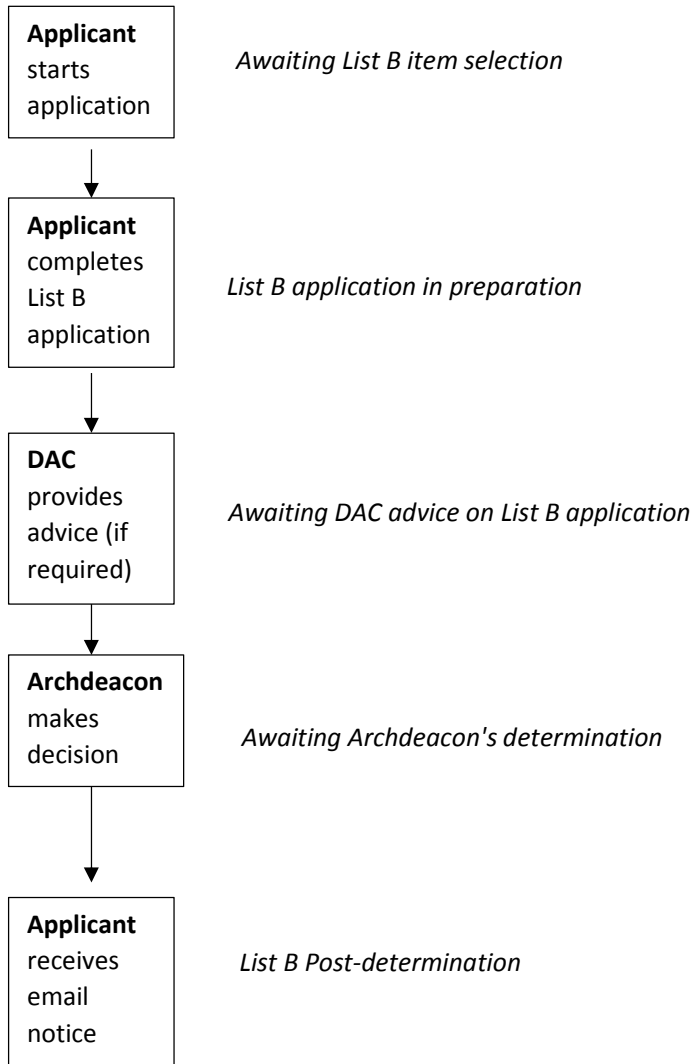 Applicant
starts
application
Awaiting List B item selection
Applicant
completes
List B
application
List B application in preparation
DAC
provides
advice (if
required)
Awaiting DAC advice on List B application
Archdeacon
makes
decision
Awaiting Archdeacon's determination
Applicant
receives
email
notice
List B Post-determination